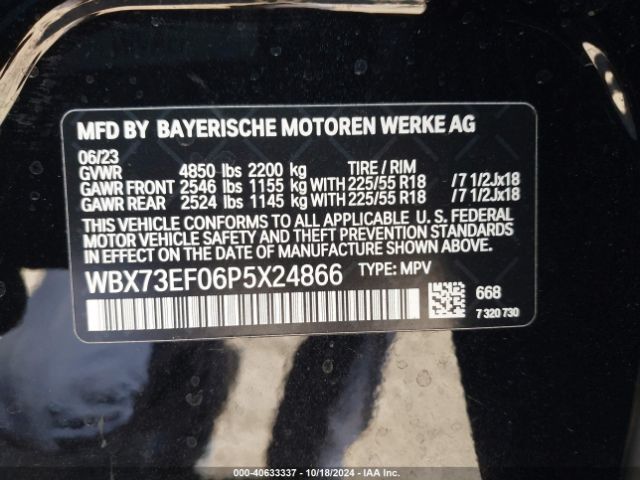 MFD BY BAYERISCHE MOTOREN WERKE AG
06/23
GVWR 4850 lbs 2200 kg TIRE / RIM
GAWR FRONT 2546 lbs 1155 kg WITH 225/55 R18 /7 1/2Jx18
GAWR REAR 2524 lbs 1145 kg WITH 225/55 R18 /7 1/2Jx18
THIS VEHICLE CONFORMS TO ALL APPLICABLE U. S. FEDERAL
MOTOR VEHICLE SAFETY AND THEFT PREVENTION STANDARDS
IN EFFECT ON THE DATE OF MANUFACTURE SHOWN ABOVE.
WBX73EF06P5X24866 TYPE: MPV
668
7 320 730
000-40633337 - 10/18/2024 - IAA Inc.